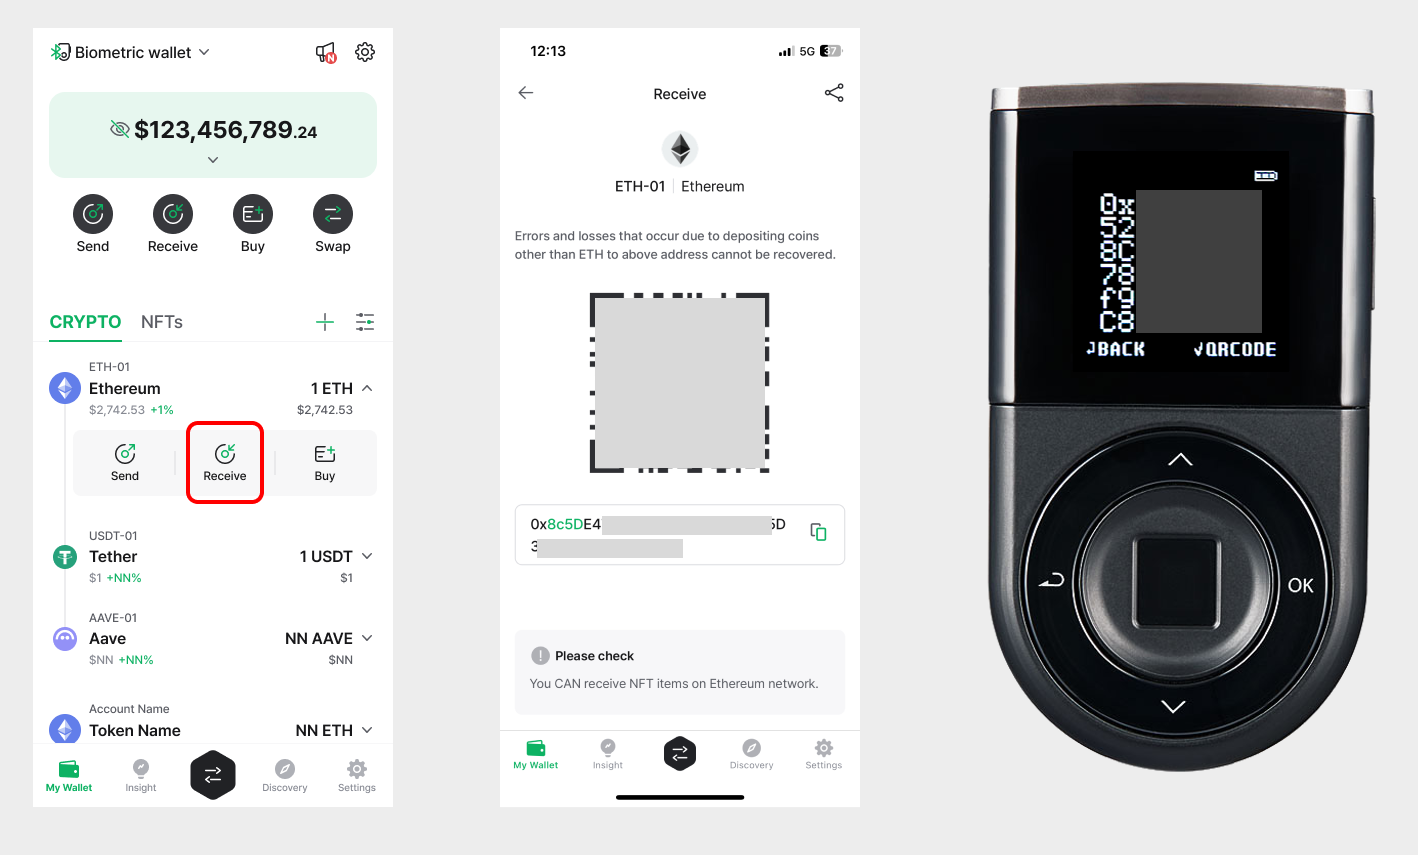 Biometric wallet
N
$123,456,789.24
Send
Receive
Buy
Swap
CRYPTO
NFTs
ETH-01
Ethereum
1 ETH
$2,742.53 +1%
$2,742.53
Send
Receive
Buy
USDT-01
Tether
1 USDT
$1 +NN%
$1
AAVE-01
Aave
NN AAVE
$NN +NN%
$NN
Account Name
Token Name
NN ETH
My Wallet
Insight
Discovery
Settings
12:13
5G
37
Receive
ETH-01
Ethereum
Errors and losses that occur due to depositing coins
other than ETH to above address cannot be recovered.
0x8c5DE4
5D
3
Please check
You CAN receive NFT items on Ethereum network.
My Wallet
Insight
Discovery
Settings
0x
52
8C
78
f9
C8
BACK
QRCODE
OK